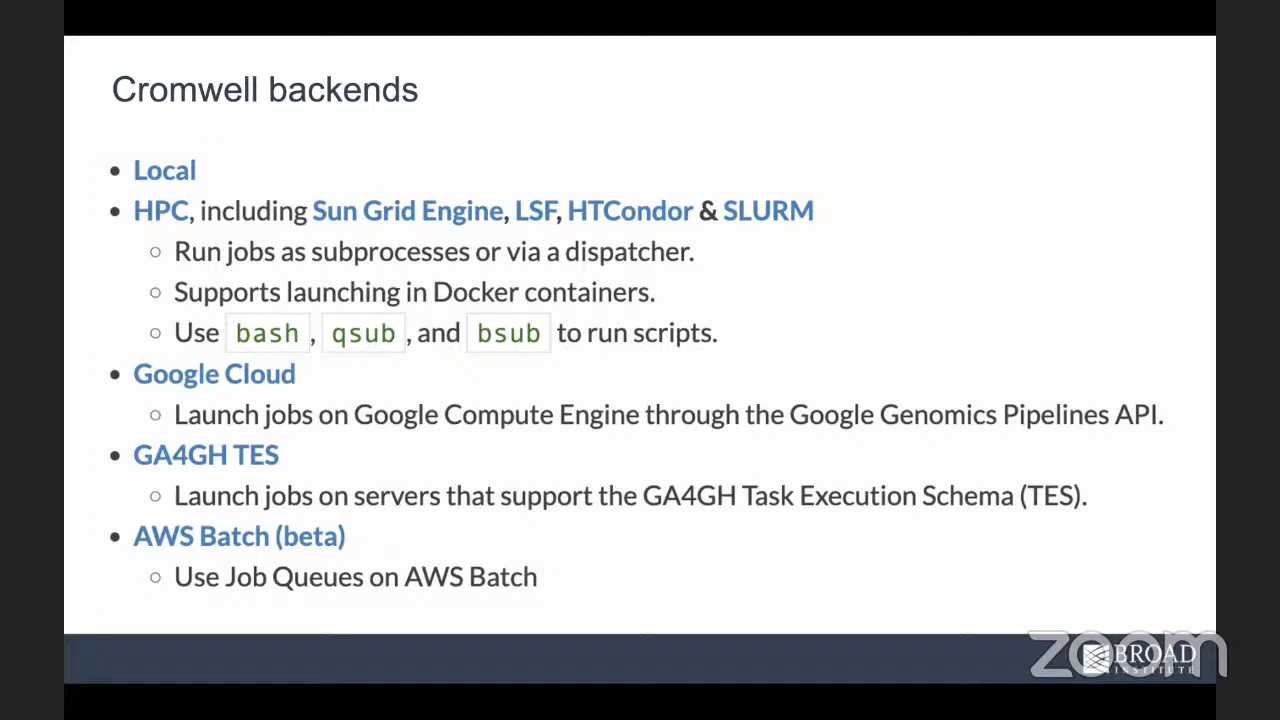 Cromwell backends
Local
HPC, including Sun Grid Engine, LSF, HTCondor & SLURM
Run jobs as subprocesses or via a dispatcher.
Supports launching in Docker containers.
Use bash, qsub, and bsub to run scripts.
Google Cloud
Launch jobs on Google Compute Engine through the Google Genomics Pipelines API.
GA4GH TES
Launch jobs on servers that support the GA4GH Task Execution Schema (TES).
AWS Batch (beta)
Use Job Queues on AWS Batch
zoom
BROAD
INSTITUTE